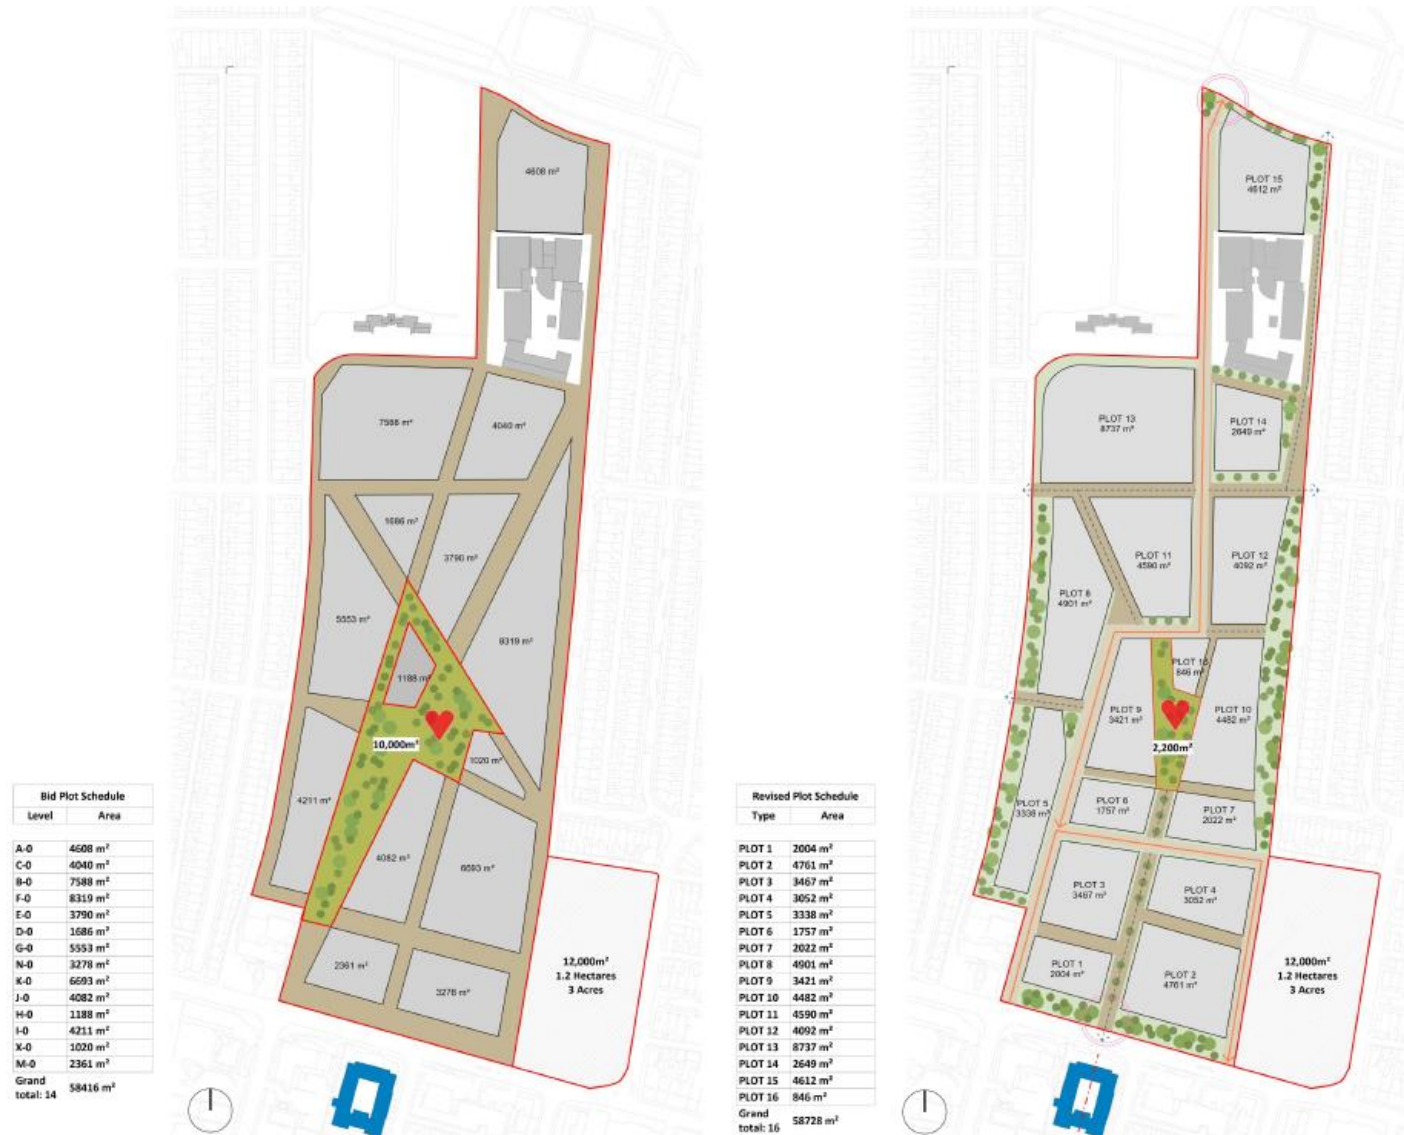 4608 m²
7588 m²
4040 m²
1686 m²
3790 m²
5553 m²
8319 m²
1188 m²
10,000m²
1020 m²
4211 m²
4082 m²
6693 m²
2361 m²
3278 m²
12,000m²
1.2 Hectares
3 Acres
Bid Plot Schedule
Level Area
A-0 4608 m²
C-0 4040 m²
B-0 7588 m²
F-0 8319 m²
E-0 3790 m²
D-0 1686 m²
G-0 5553 m²
N-0 3278 m²
K-0 6693 m²
J-0 4082 m²
H-0 1188 m²
I-0 4211 m²
X-0 1020 m²
M-0 2361 m²
Grand
total: 14 58416 m²
PLOT 15
4612 m²
PLOT 13
8737 m²
PLOT 14
2649 m²
PLOT 11
4590 m²
PLOT 12
4092 m²
PLOT 8
4901 m²
PLOT 16
846 m²
PLOT 9
3421 m²
PLOT 10
4482 m²
2,200m²
PLOT 5
3338 m²
PLOT 6
1757 m²
PLOT 7
2022 m²
PLOT 3
3467 m²
PLOT 4
3052 m²
PLOT 1
2004 m²
PLOT 2
4761 m²
12,000m²
1.2 Hectares
3 Acres
Revised Plot Schedule
Type Area
PLOT 1 2004 m²
PLOT 2 4761 m²
PLOT 3 3467 m²
PLOT 4 3052 m²
PLOT 5 3338 m²
PLOT 6 1757 m²
PLOT 7 2022 m²
PLOT 8 4901 m²
PLOT 9 3421 m²
PLOT 10 4482 m²
PLOT 11 4590 m²
PLOT 12 4092 m²
PLOT 13 8737 m²
PLOT 14 2649 m²
PLOT 15 4612 m²
PLOT 16 846 m²
Grand
total: 16 58728 m²